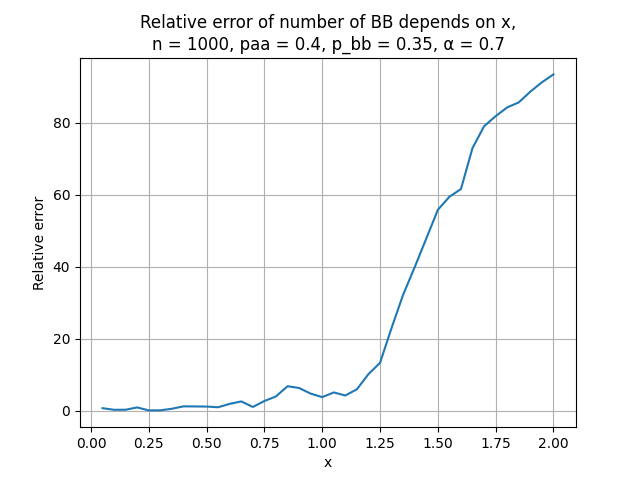 Relative error of number of BB depends on x,
n = 1000, paa = 0.4, p_bb = 0.35, α = 0.7
Relative error
80
60
40
20
0
0.00 0.25 0.50 0.75 1.00 1.25 1.50 1.75 2.00
x